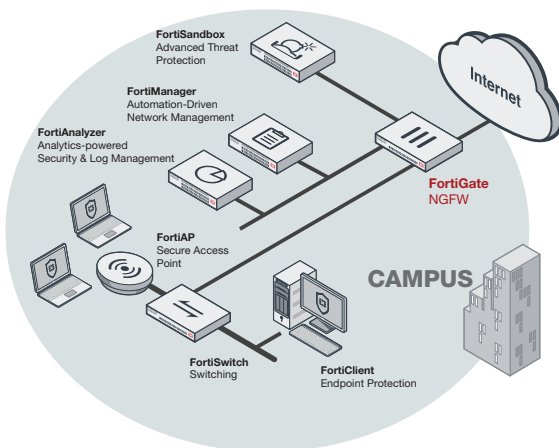 FortiSandbox
Advanced Threat
Protection
FortiManager
Automation-Driven
Network Management
FortiAnalyzer
Analytics-powered
Security & Log Management
Internet
FortiGate
NGFW
FortiAP
Secure Access
Point
CAMPUS
FortiSwitch
Switching
FortiClient
Endpoint Protection